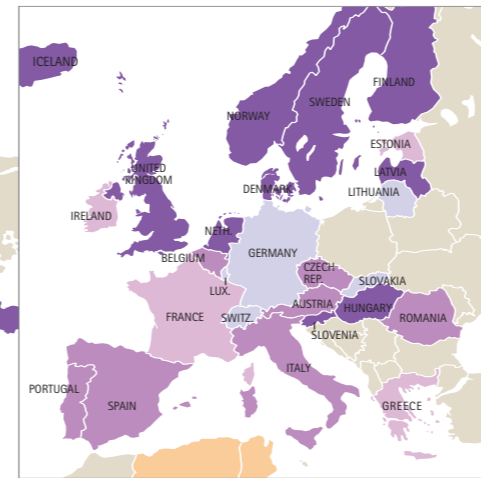 ICELAND
FINLAND
SWEDEN
NORWAY
ESTONIA
UNITED
KINGDOM
LATVIA
DENMARK
LITHUANIA
IRELAND
NETH.
GERMANY
BELGIUM
CZECH
REP.
SLOVAKIA
LUX.
AUSTRIA
HUNGARY
FRANCE
SWITZ.
ROMANIA
SLOVENIA
ITALY
PORTUGAL
SPAIN
GREECE